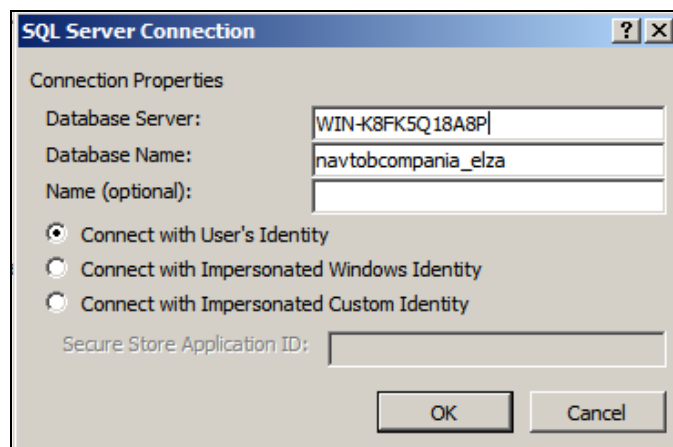 SQL Server Connection
Connection Properties
Database Server: WIN-K8FK5Q18A8P
Database Name: navtobcompania_elza
Name (optional):
Connect with User's Identity
Connect with Impersonated Windows Identity
Connect with Impersonated Custom Identity
Secure Store Application ID:
OK Cancel